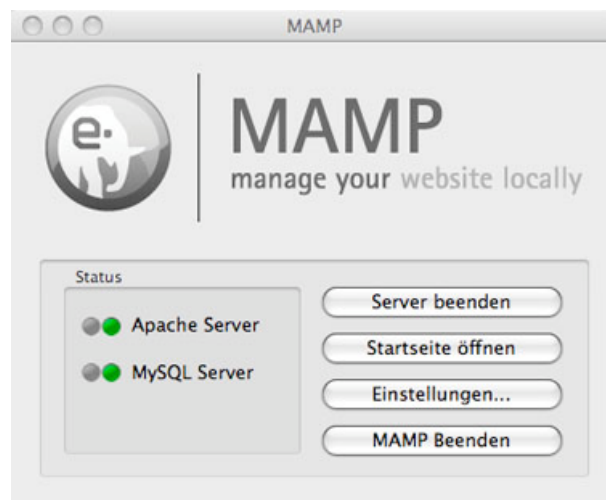 MAMP
e.
MAMP
manage your website locally
Status
Apache Server
MySQL Server
Server beenden
Startseite öffnen
Einstellungen...
MAMP Beenden